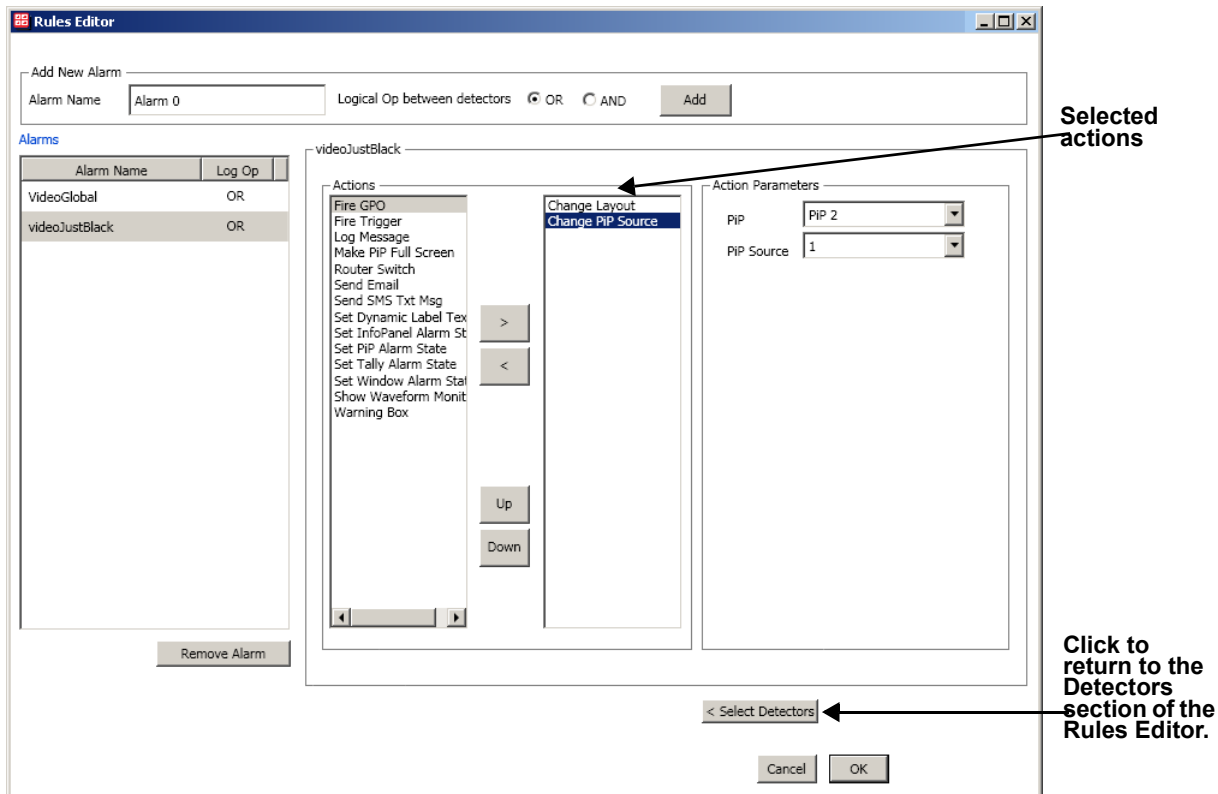 Rules Editor
Add New Alarm
Alarm Name
Alarm 0
Logical Op between detectors
OR
AND
Add
Selected
actions
Alarms
Alarm Name
Log Op
VideoGlobal
OR
videoJustBlack
OR
videoJustBlack
Actions
Fire GPO
Fire Trigger
Log Message
Make PiP Full Screen
Router Switch
Send Email
Send SMS Txt Msg
Set Dynamic Label Tex
Set InfoPanel Alarm St
Set PiP Alarm State
Set Tally Alarm State
Set Window Alarm Stat
Show Waveform Monit
Warning Box
>
<
Up
Down
Change Layout
Change PiP Source
Action Parameters
PiP
PiP 2
PiP Source
1
Remove Alarm
< Select Detectors
Click to
return to the
Detectors
section of the
Rules Editor.
Cancel
OK